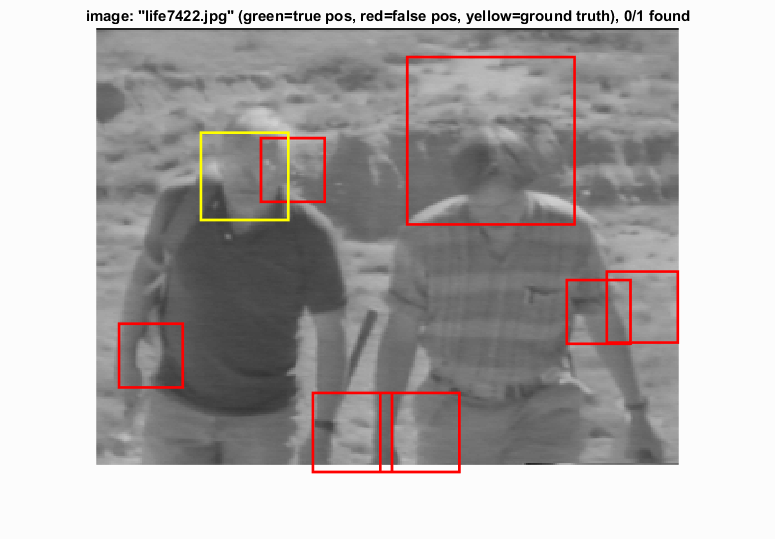 image: "life7422.jpg" (green=true pos, red=false pos, yellow=ground truth), 0/1 found